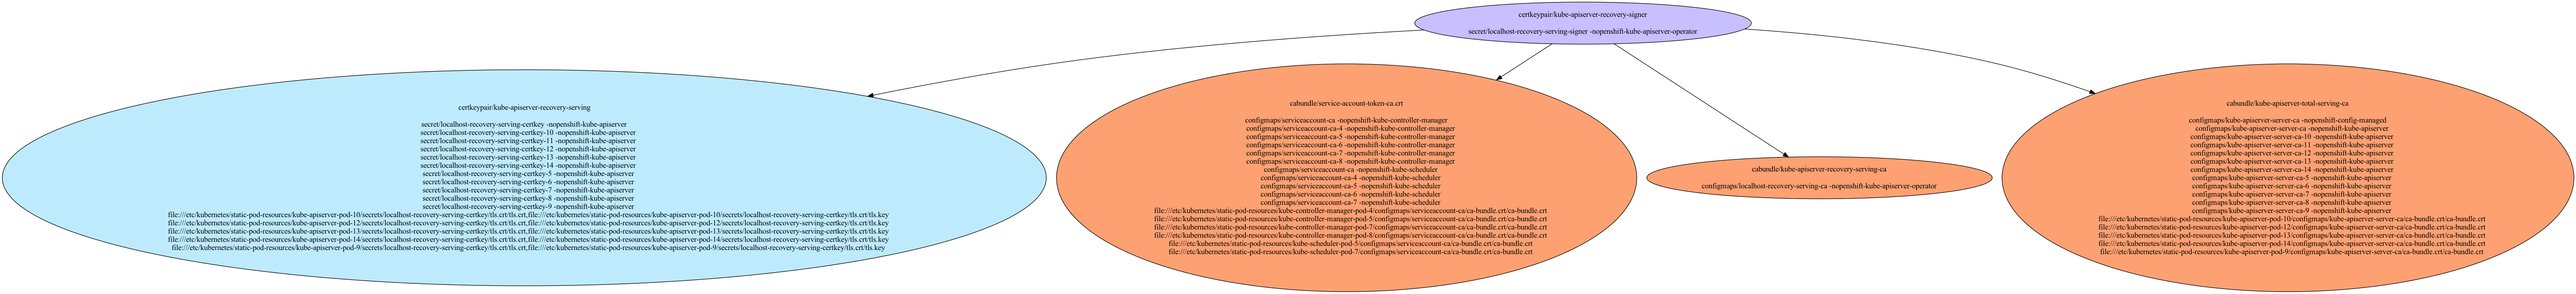 certkeypair/kube-apiserver-recovery-signer
secret/localhost-recovery-serving-signer -nopenshift-kube-apiserver-operator
certkeypair/kube-apiserver-recovery-serving
secret/localhost-recovery-serving-certkey -nopenshift-kube-apiserver
secret/localhost-recovery-serving-certkey-10 -nopenshift-kube-apiserver
secret/localhost-recovery-serving-certkey-11 -nopenshift-kube-apiserver
secret/localhost-recovery-serving-certkey-12 -nopenshift-kube-apiserver
secret/localhost-recovery-serving-certkey-13 -nopenshift-kube-apiserver
secret/localhost-recovery-serving-certkey-14 -nopenshift-kube-apiserver
secret/localhost-recovery-serving-certkey-5 -nopenshift-kube-apiserver
secret/localhost-recovery-serving-certkey-6 -nopenshift-kube-apiserver
secret/localhost-recovery-serving-certkey-7 -nopenshift-kube-apiserver
secret/localhost-recovery-serving-certkey-8 -nopenshift-kube-apiserver
secret/localhost-recovery-serving-certkey-9 -nopenshift-kube-apiserver
file:///etc/kubernetes/static-pod-resources/kube-apiserver-pod-10/secrets/localhost-recovery-serving-certkey/tls.crt/tls.crt,file:///etc/kubernetes/static-pod-resources/kube-apiserver-pod-10/secrets/localhost-recovery-serving-certkey/tls.crt/tls.key
file:///etc/kubernetes/static-pod-resources/kube-apiserver-pod-12/secrets/localhost-recovery-serving-certkey/tls.crt/tls.crt,file:///etc/kubernetes/static-pod-resources/kube-apiserver-pod-12/secrets/localhost-recovery-serving-certkey/tls.crt/tls.key
file:///etc/kubernetes/static-pod-resources/kube-apiserver-pod-13/secrets/localhost-recovery-serving-certkey/tls.crt/tls.crt,file:///etc/kubernetes/static-pod-resources/kube-apiserver-pod-13/secrets/localhost-recovery-serving-certkey/tls.crt/tls.key
file:///etc/kubernetes/static-pod-resources/kube-apiserver-pod-14/secrets/localhost-recovery-serving-certkey/tls.crt/tls.crt,file:///etc/kubernetes/static-pod-resources/kube-apiserver-pod-14/secrets/localhost-recovery-serving-certkey/tls.crt/tls.key
file:///etc/kubernetes/static-pod-resources/kube-apiserver-pod-9/secrets/localhost-recovery-serving-certkey/tls.crt/tls.crt,file:///etc/kubernetes/static-pod-resources/kube-apiserver-pod-9/secrets/localhost-recovery-serving-certkey/tls.crt/tls.key
cabundle/service-account-token-ca.crt
configmaps/serviceaccount-ca -nopenshift-kube-controller-manager
configmaps/serviceaccount-ca-4 -nopenshift-kube-controller-manager
configmaps/serviceaccount-ca-5 -nopenshift-kube-controller-manager
configmaps/serviceaccount-ca-6 -nopenshift-kube-controller-manager
configmaps/serviceaccount-ca-7 -nopenshift-kube-controller-manager
configmaps/serviceaccount-ca-8 -nopenshift-kube-controller-manager
configmaps/serviceaccount-ca -nopenshift-kube-scheduler
configmaps/serviceaccount-ca-4 -nopenshift-kube-scheduler
configmaps/serviceaccount-ca-5 -nopenshift-kube-scheduler
configmaps/serviceaccount-ca-6 -nopenshift-kube-scheduler
configmaps/serviceaccount-ca-7 -nopenshift-kube-scheduler
file:///etc/kubernetes/static-pod-resources/kube-controller-manager-pod-4/configmaps/serviceaccount-ca/ca-bundle.crt/ca-bundle.crt
file:///etc/kubernetes/static-pod-resources/kube-controller-manager-pod-5/configmaps/serviceaccount-ca/ca-bundle.crt/ca-bundle.crt
file:///etc/kubernetes/static-pod-resources/kube-controller-manager-pod-7/configmaps/serviceaccount-ca/ca-bundle.crt/ca-bundle.crt
file:///etc/kubernetes/static-pod-resources/kube-controller-manager-pod-8/configmaps/serviceaccount-ca/ca-bundle.crt/ca-bundle.crt
file:///etc/kubernetes/static-pod-resources/kube-scheduler-pod-5/configmaps/serviceaccount-ca/ca-bundle.crt/ca-bundle.crt
file:///etc/kubernetes/static-pod-resources/kube-scheduler-pod-7/configmaps/serviceaccount-ca/ca-bundle.crt/ca-bundle.crt
cabundle/kube-apiserver-recovery-serving-ca
configmaps/localhost-recovery-serving-ca -nopenshift-kube-apiserver-operator
cabundle/kube-apiserver-total-serving-ca
configmaps/kube-apiserver-server-ca -nopenshift-config-managed
configmaps/kube-apiserver-server-ca -nopenshift-kube-apiserver
configmaps/kube-apiserver-server-ca-10 -nopenshift-kube-apiserver
configmaps/kube-apiserver-server-ca-11 -nopenshift-kube-apiserver
configmaps/kube-apiserver-server-ca-12 -nopenshift-kube-apiserver
configmaps/kube-apiserver-server-ca-13 -nopenshift-kube-apiserver
configmaps/kube-apiserver-server-ca-14 -nopenshift-kube-apiserver
configmaps/kube-apiserver-server-ca-5 -nopenshift-kube-apiserver
configmaps/kube-apiserver-server-ca-6 -nopenshift-kube-apiserver
configmaps/kube-apiserver-server-ca-7 -nopenshift-kube-apiserver
configmaps/kube-apiserver-server-ca-8 -nopenshift-kube-apiserver
configmaps/kube-apiserver-server-ca-9 -nopenshift-kube-apiserver
file:///etc/kubernetes/static-pod-resources/kube-apiserver-pod-10/configmaps/kube-apiserver-server-ca/ca-bundle.crt/ca-bundle.crt
file:///etc/kubernetes/static-pod-resources/kube-apiserver-pod-12/configmaps/kube-apiserver-server-ca/ca-bundle.crt/ca-bundle.crt
file:///etc/kubernetes/static-pod-resources/kube-apiserver-pod-13/configmaps/kube-apiserver-server-ca/ca-bundle.crt/ca-bundle.crt
file:///etc/kubernetes/static-pod-resources/kube-apiserver-pod-14/configmaps/kube-apiserver-server-ca/ca-bundle.crt/ca-bundle.crt
file:///etc/kubernetes/static-pod-resources/kube-apiserver-pod-9/configmaps/kube-apiserver-server-ca/ca-bundle.crt/ca-bundle.crt